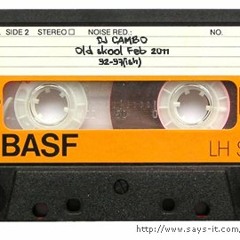 . SIDE 2 STEREO NOISE RED.: NO.
DJ CAMBO
Old skool Feb 2011
92-97(ish)
BASF
LH S
http://www.says-it.com/